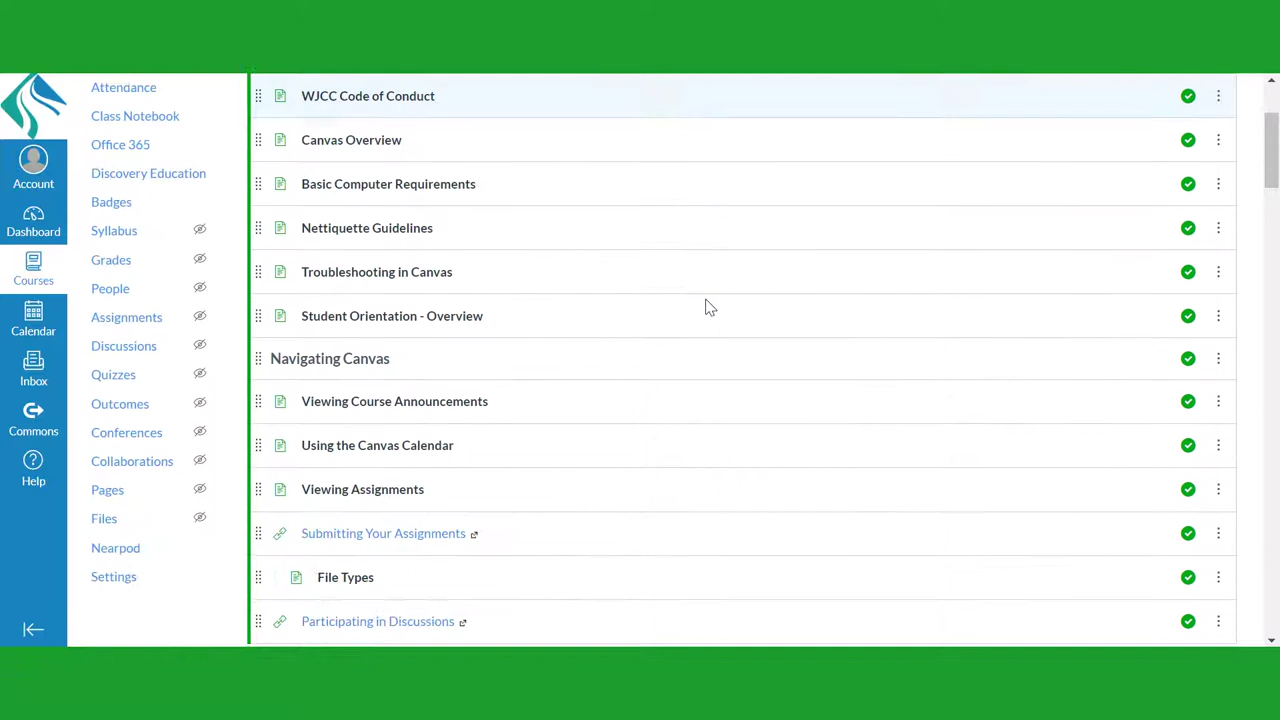 Account
Dashboard
Courses
Calendar
Inbox
Commons
Help
Attendance
Class Notebook
Office 365
Discovery Education
Badges
Syllabus
Grades
People
Assignments
Discussions
Quizzes
Outcomes
Conferences
Collaborations
Pages
Files
Nearpod
Settings
WJCC Code of Conduct
Canvas Overview
Basic Computer Requirements
Nettiquette Guidelines
Troubleshooting in Canvas
Student Orientation - Overview
Navigating Canvas
Viewing Course Announcements
Using the Canvas Calendar
Viewing Assignments
Submitting Your Assignments
File Types
Participating in Discussions